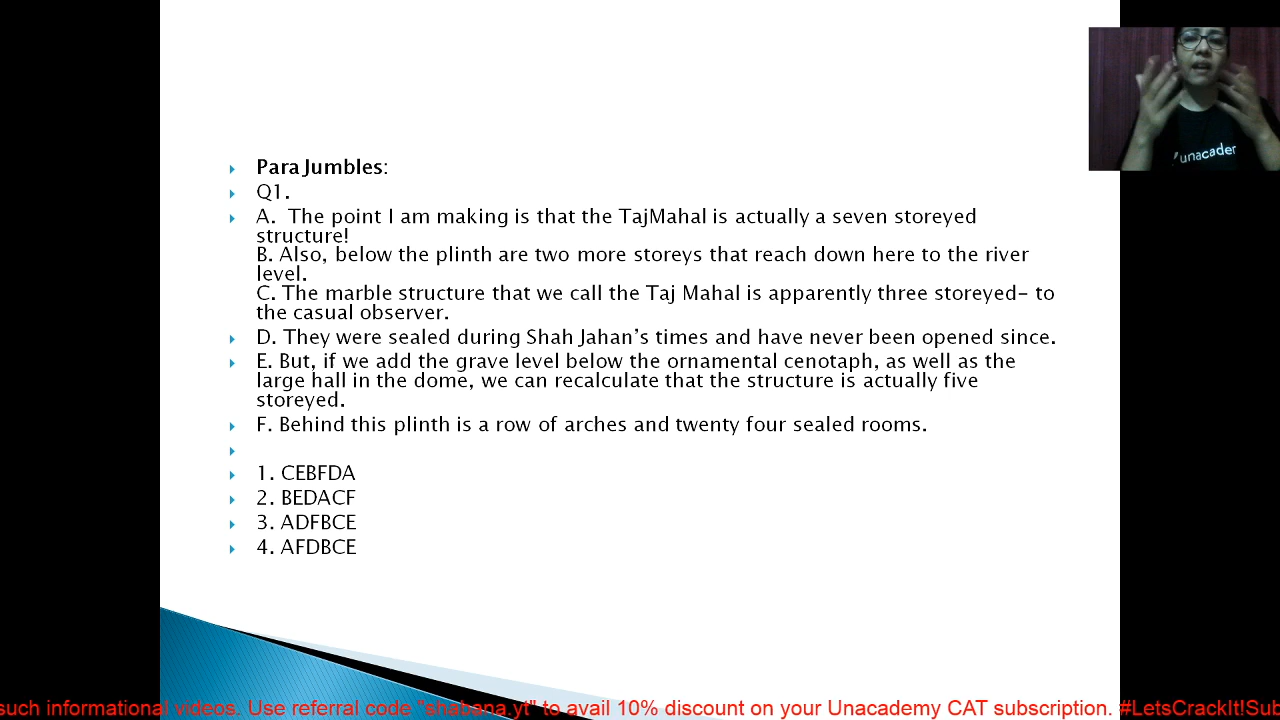 Para Jumbles:
Q1.
A.  The point I am making is that the TajMahal is actually a seven storeyed
structure!
B. Also, below the plinth are two more storeys that reach down here to the river
level.
C. The marble structure that we call the Taj Mahal is apparently three storeyed– to
the casual observer.
D. They were sealed during Shah Jahan’s times and have never been opened since.
E. But, if we add the grave level below the ornamental cenotaph, as well as the
large hall in the dome, we can recalculate that the structure is actually five
storeyed.
F. Behind this plinth is a row of arches and twenty four sealed rooms.
1. CEBFDA
2. BEDACF
3. ADFBCE
4. AFDBCE
unacader
such informational videos. Use referral code "shabana.yt" to avail 10% discount on your Unacademy CAT subscription. #LetsCrackIt!Sub